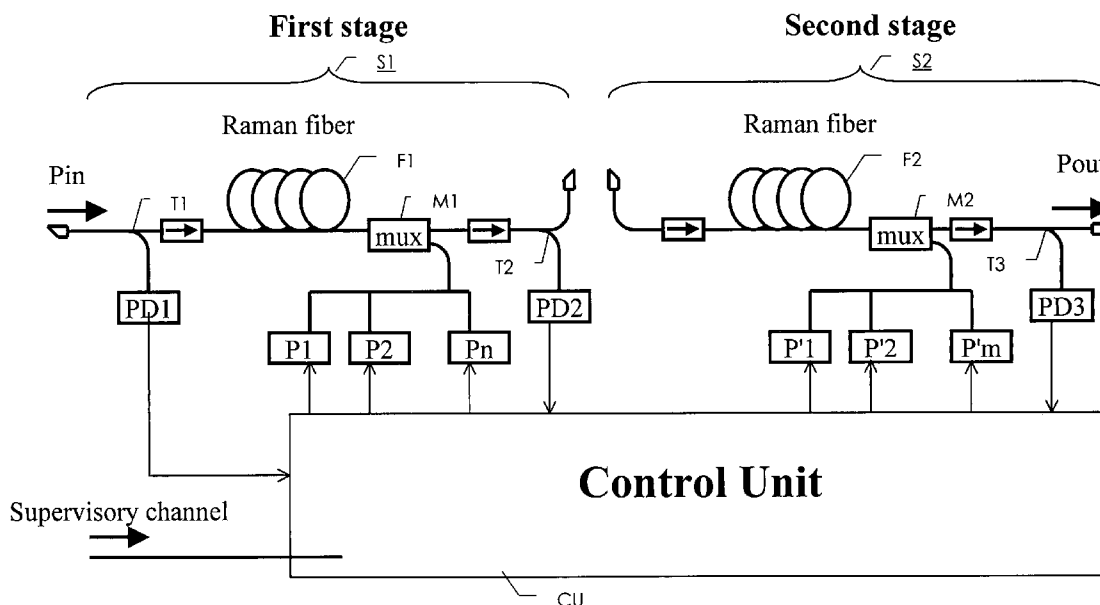 First stage
Second stage
S1
S2
Raman fiber
Raman fiber
F1
F2
Pin
Pout
T1
M1
M2
mux
mux
T2
T3
PD1
PD2
PD3
P1
P2
Pn
P'1
P'2
P'm
Control Unit
Supervisory channel
CU